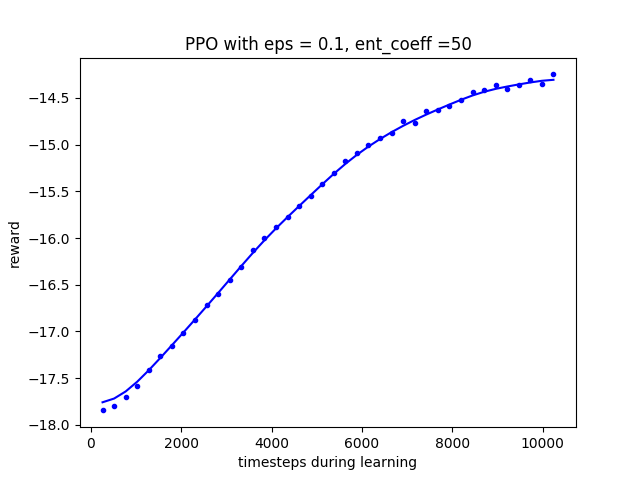 PPO with eps = 0.1, ent_coeff =50
−14.5
−15.0
−15.5
−16.0
−16.5
−17.0
−17.5
−18.0
reward
0 2000 4000 6000 8000 10000
timesteps during learning